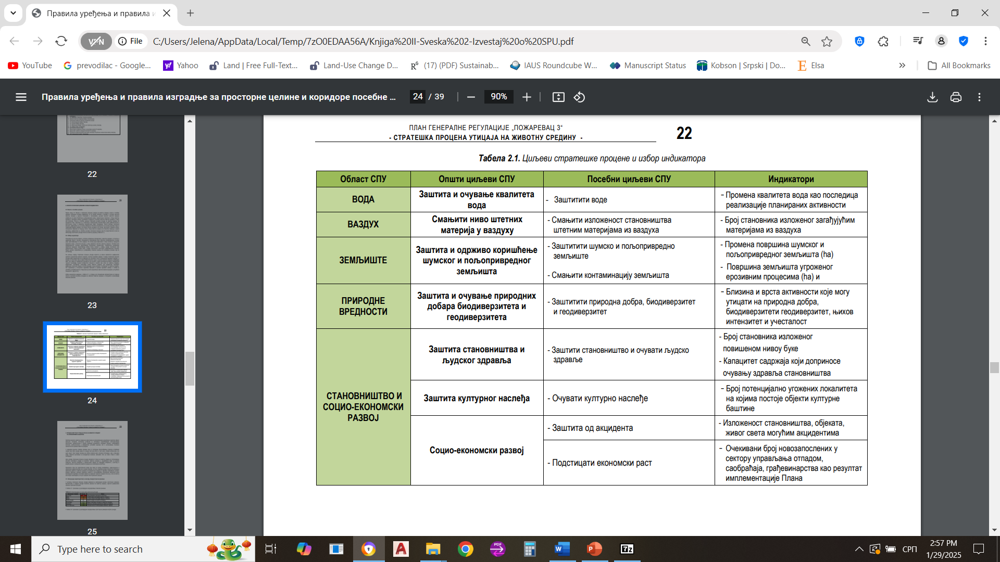 Правила уређења и правила и
File
C:/Users/Jelena/AppData/Local/Temp/7zO0EDAA56A/Knjiga%20II-Sveska%202-Izvestaj%20o%20SPU.pdf
YouTube
prevodilac - Google...
Yahoo
Land | Free Full-Text...
Land-Use Change D...
(17) (PDF) Sustainab...
IAUS Roundcube W...
Manuscript Status
Kobson | Srpski | Do...
Elsa
All Bookmarks
Правила уређења и правила изградње за просторне целине и коридоре посебне ...
24 / 39
90%
22
23
24
25
ПЛАН ГЕНЕРАЛНЕ РЕГУЛАЦИЈЕ „ПОЖАРЕВАЦ 3“
- СТРАТЕШКА ПРОЦЕНА УТИЦАЈА НА ЖИВОТНУ СРЕДИНУ -
22
Табела 2.1. Циљеви стратешке процене и избор индикатора
Област СПУ
Општи циљеви СПУ
Посебни циљеви СПУ
Индикатори
ВОДА
Заштита и очување квалитета
вода
- Заштитити воде
- Промена квалитета вода као последица
реализације планираних активности
ВАЗДУХ
Смањити ниво штетних
материја у ваздуху
- Смањити изложеност становништва
штетним материјама из ваздуха
- Број становника изложеног загађујућим
материјама из ваздуха
ЗЕМЉИШТЕ
Заштита и одрживо коришћење
шумског и пољопривредног
земљишта
- Заштитити шумско и пољопривредно
земљиште
- Смањити контаминацију земљишта
- Промена површина шумског и
пољопривредног земљишта (ha)
- Површина земљишта угроженог
ерозивним процесима (ha) и
ПРИРОДНЕ
ВРЕДНОСТИ
Заштита и очување природних
добара биодиверзитета и
геодиверзитета
- Заштитити природна добра, биодиверзитет
и геодиверзитет
- Близина и врста активности које могу
утицати на природна добра,
биодиверзитети геодиверзитет, њихов
интензитет и учесталост
СТАНОВНИШТВО И
СОЦИО-ЕКОНОМСКИ
РАЗВОЈ
Заштита становништва и
људског здравља
- Заштити становништво и очувати људско
здравље
- Број становника изложеног
повишеном нивоу буке
- Капацитет садржаја који доприносе
очувању здравља становништва
Заштита културног наслеђа
- Очувати културно наслеђе
- Број потенцијално угожених локалитета
на којима постоје објекти културне
баштине
Социо-економски развој
- Заштита од акцидента
- Изложеност становништва, објеката,
живог света могућим акцидентима
- Подстицати економски раст
- Очекивани број новозапослених у
сектору управљања отпадом,
саобраћаја, грађевинарства као резултат
имплементације Плана
Type here to search
СРП
2:57 PM
1/29/2025